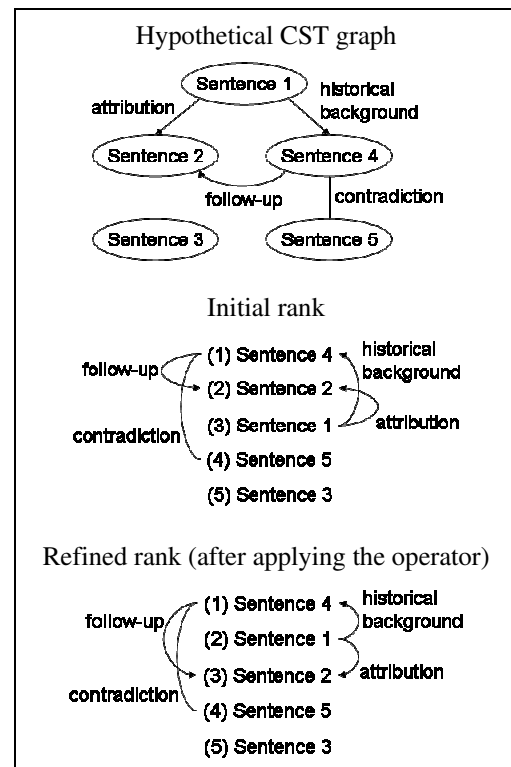 Hypothetical CST graph
Sentence 1
attribution
historical
background
Sentence 2
Sentence 4
follow-up
contradiction
Sentence 3
Sentence 5
Initial rank
(1) Sentence 4
historical
background
follow-up
(2) Sentence 2
(3) Sentence 1
attribution
contradiction
(4) Sentence 5
(5) Sentence 3
Refined rank (after applying the operator)
(1) Sentence 4
historical
background
follow-up
(2) Sentence 1
(3) Sentence 2
attribution
contradiction
(4) Sentence 5
(5) Sentence 3